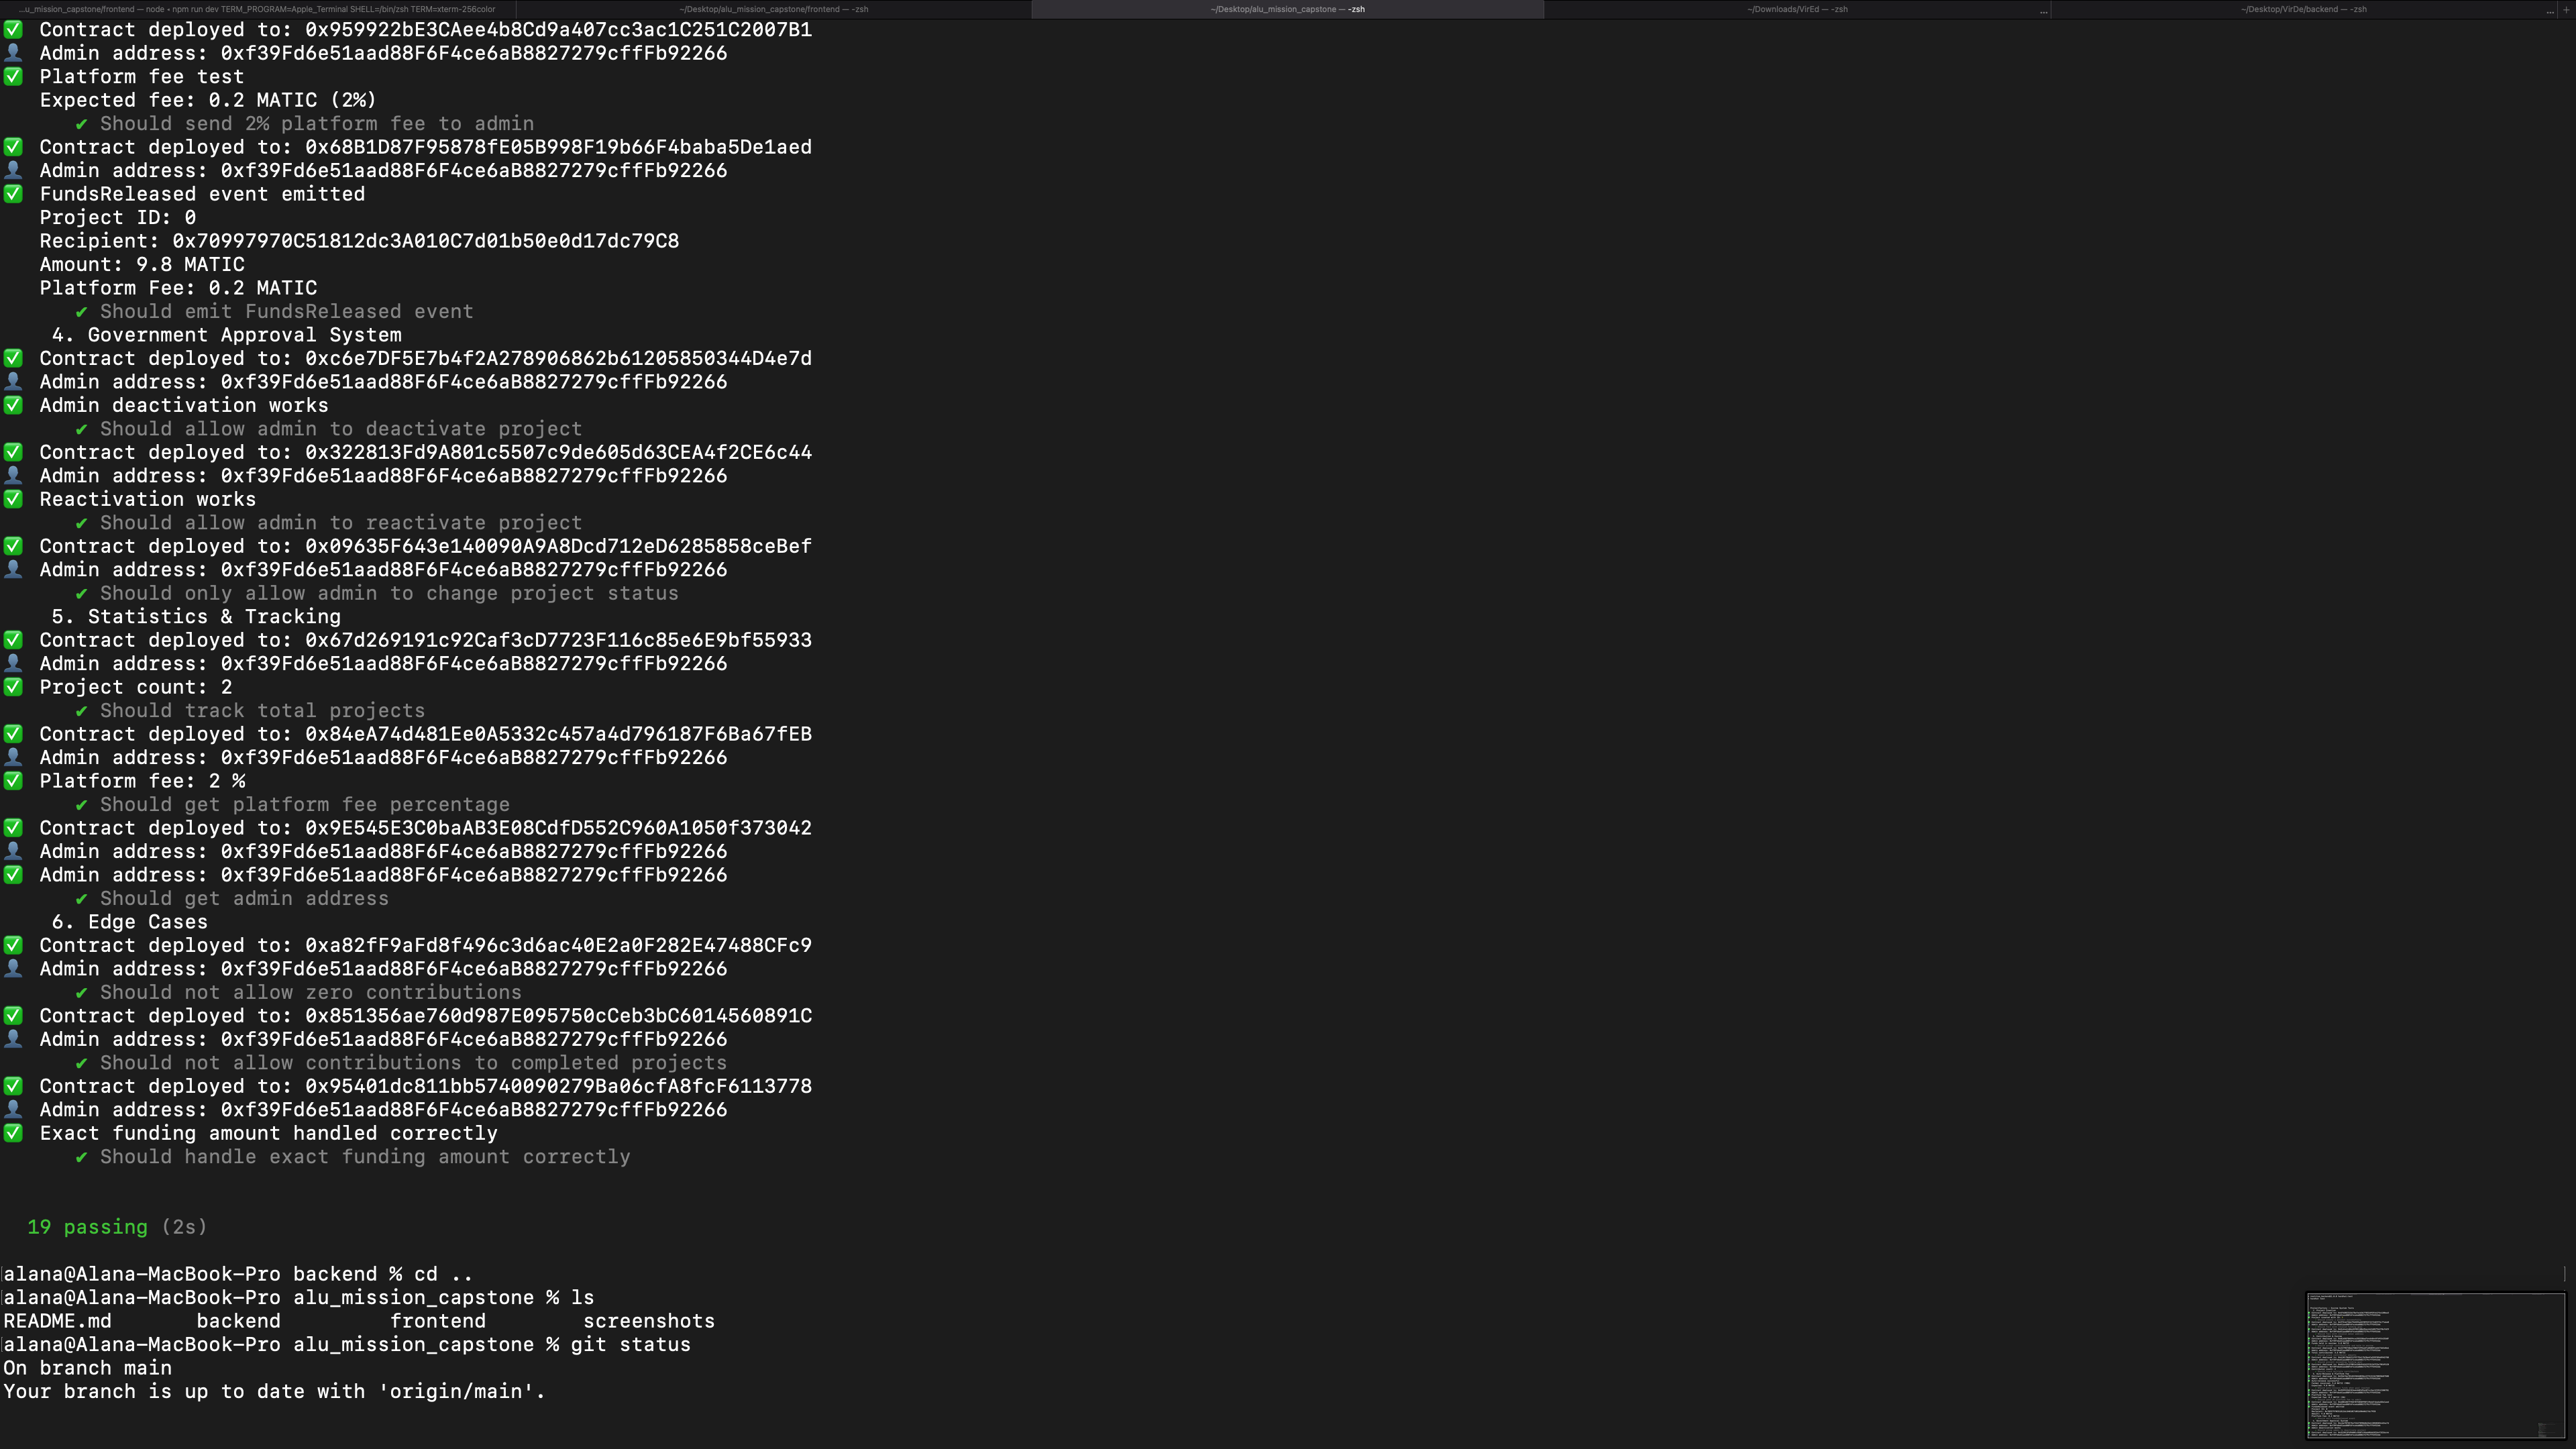 ...u_mission_capstone/frontend — node ◂ npm run dev TERM_PROGRAM=Apple_Terminal SHELL=/bin/zsh TERM=xterm-256color
~/Desktop/alu_mission_capstone/frontend — -zsh
~/Desktop/alu_mission_capstone — -zsh
~/Downloads/VirEd — -zsh
...
~/Desktop/VirDe/backend — -zsh
...
+
✅ Contract deployed to: 0x959922bE3CAee4b8Cd9a407cc3ac1C251C2007B1
👤 Admin address: 0xf39Fd6e51aad88F6F4ce6aB8827279cffFb92266
✅ Platform fee test
Expected fee: 0.2 MATIC (2%)
✔ Should send 2% platform fee to admin
✅ Contract deployed to: 0x68B1D87F95878fE05B998F19b66F4baba5De1aed
👤 Admin address: 0xf39Fd6e51aad88F6F4ce6aB8827279cffFb92266
✅ FundsReleased event emitted
Project ID: 0
Recipient: 0x70997970C51812dc3A010C7d01b50e0d17dc79C8
Amount: 9.8 MATIC
Platform Fee: 0.2 MATIC
✔ Should emit FundsReleased event
4. Government Approval System
✅ Contract deployed to: 0xc6e7DF5E7b4f2A278906862b61205850344D4e7d
👤 Admin address: 0xf39Fd6e51aad88F6F4ce6aB8827279cffFb92266
✅ Admin deactivation works
✔ Should allow admin to deactivate project
✅ Contract deployed to: 0x322813Fd9A801c5507c9de605d63CEA4f2CE6c44
👤 Admin address: 0xf39Fd6e51aad88F6F4ce6aB8827279cffFb92266
✅ Reactivation works
✔ Should allow admin to reactivate project
✅ Contract deployed to: 0x09635F643e140090A9A8Dcd712eD6285858ceBef
👤 Admin address: 0xf39Fd6e51aad88F6F4ce6aB8827279cffFb92266
✔ Should only allow admin to change project status
5. Statistics & Tracking
✅ Contract deployed to: 0x67d269191c92Caf3cD7723F116c85e6E9bf55933
👤 Admin address: 0xf39Fd6e51aad88F6F4ce6aB8827279cffFb92266
✅ Project count: 2
✔ Should track total projects
✅ Contract deployed to: 0x84eA74d481Ee0A5332c457a4d796187F6Ba67fEB
👤 Admin address: 0xf39Fd6e51aad88F6F4ce6aB8827279cffFb92266
✅ Platform fee: 2 %
✔ Should get platform fee percentage
✅ Contract deployed to: 0x9E545E3C0baAB3E08CdfD552C960A1050f373042
👤 Admin address: 0xf39Fd6e51aad88F6F4ce6aB8827279cffFb92266
✅ Admin address: 0xf39Fd6e51aad88F6F4ce6aB8827279cffFb92266
✔ Should get admin address
6. Edge Cases
✅ Contract deployed to: 0xa82fF9aFd8f496c3d6ac40E2a0F282E47488CFc9
👤 Admin address: 0xf39Fd6e51aad88F6F4ce6aB8827279cffFb92266
✔ Should not allow zero contributions
✅ Contract deployed to: 0x851356ae760d987E095750cCeb3bC6014560891C
👤 Admin address: 0xf39Fd6e51aad88F6F4ce6aB8827279cffFb92266
✔ Should not allow contributions to completed projects
✅ Contract deployed to: 0x95401dc811bb5740090279Ba06cfA8fcF6113778
👤 Admin address: 0xf39Fd6e51aad88F6F4ce6aB8827279cffFb92266
✅ Exact funding amount handled correctly
✔ Should handle exact funding amount correctly
19 passing (2s)
alana@Alana-MacBook-Pro backend % cd ..
alana@Alana-MacBook-Pro alu_mission_capstone % ls
README.md backend frontend screenshots
alana@Alana-MacBook-Pro alu_mission_capstone % git status
On branch main
Your branch is up to date with 'origin/main'.